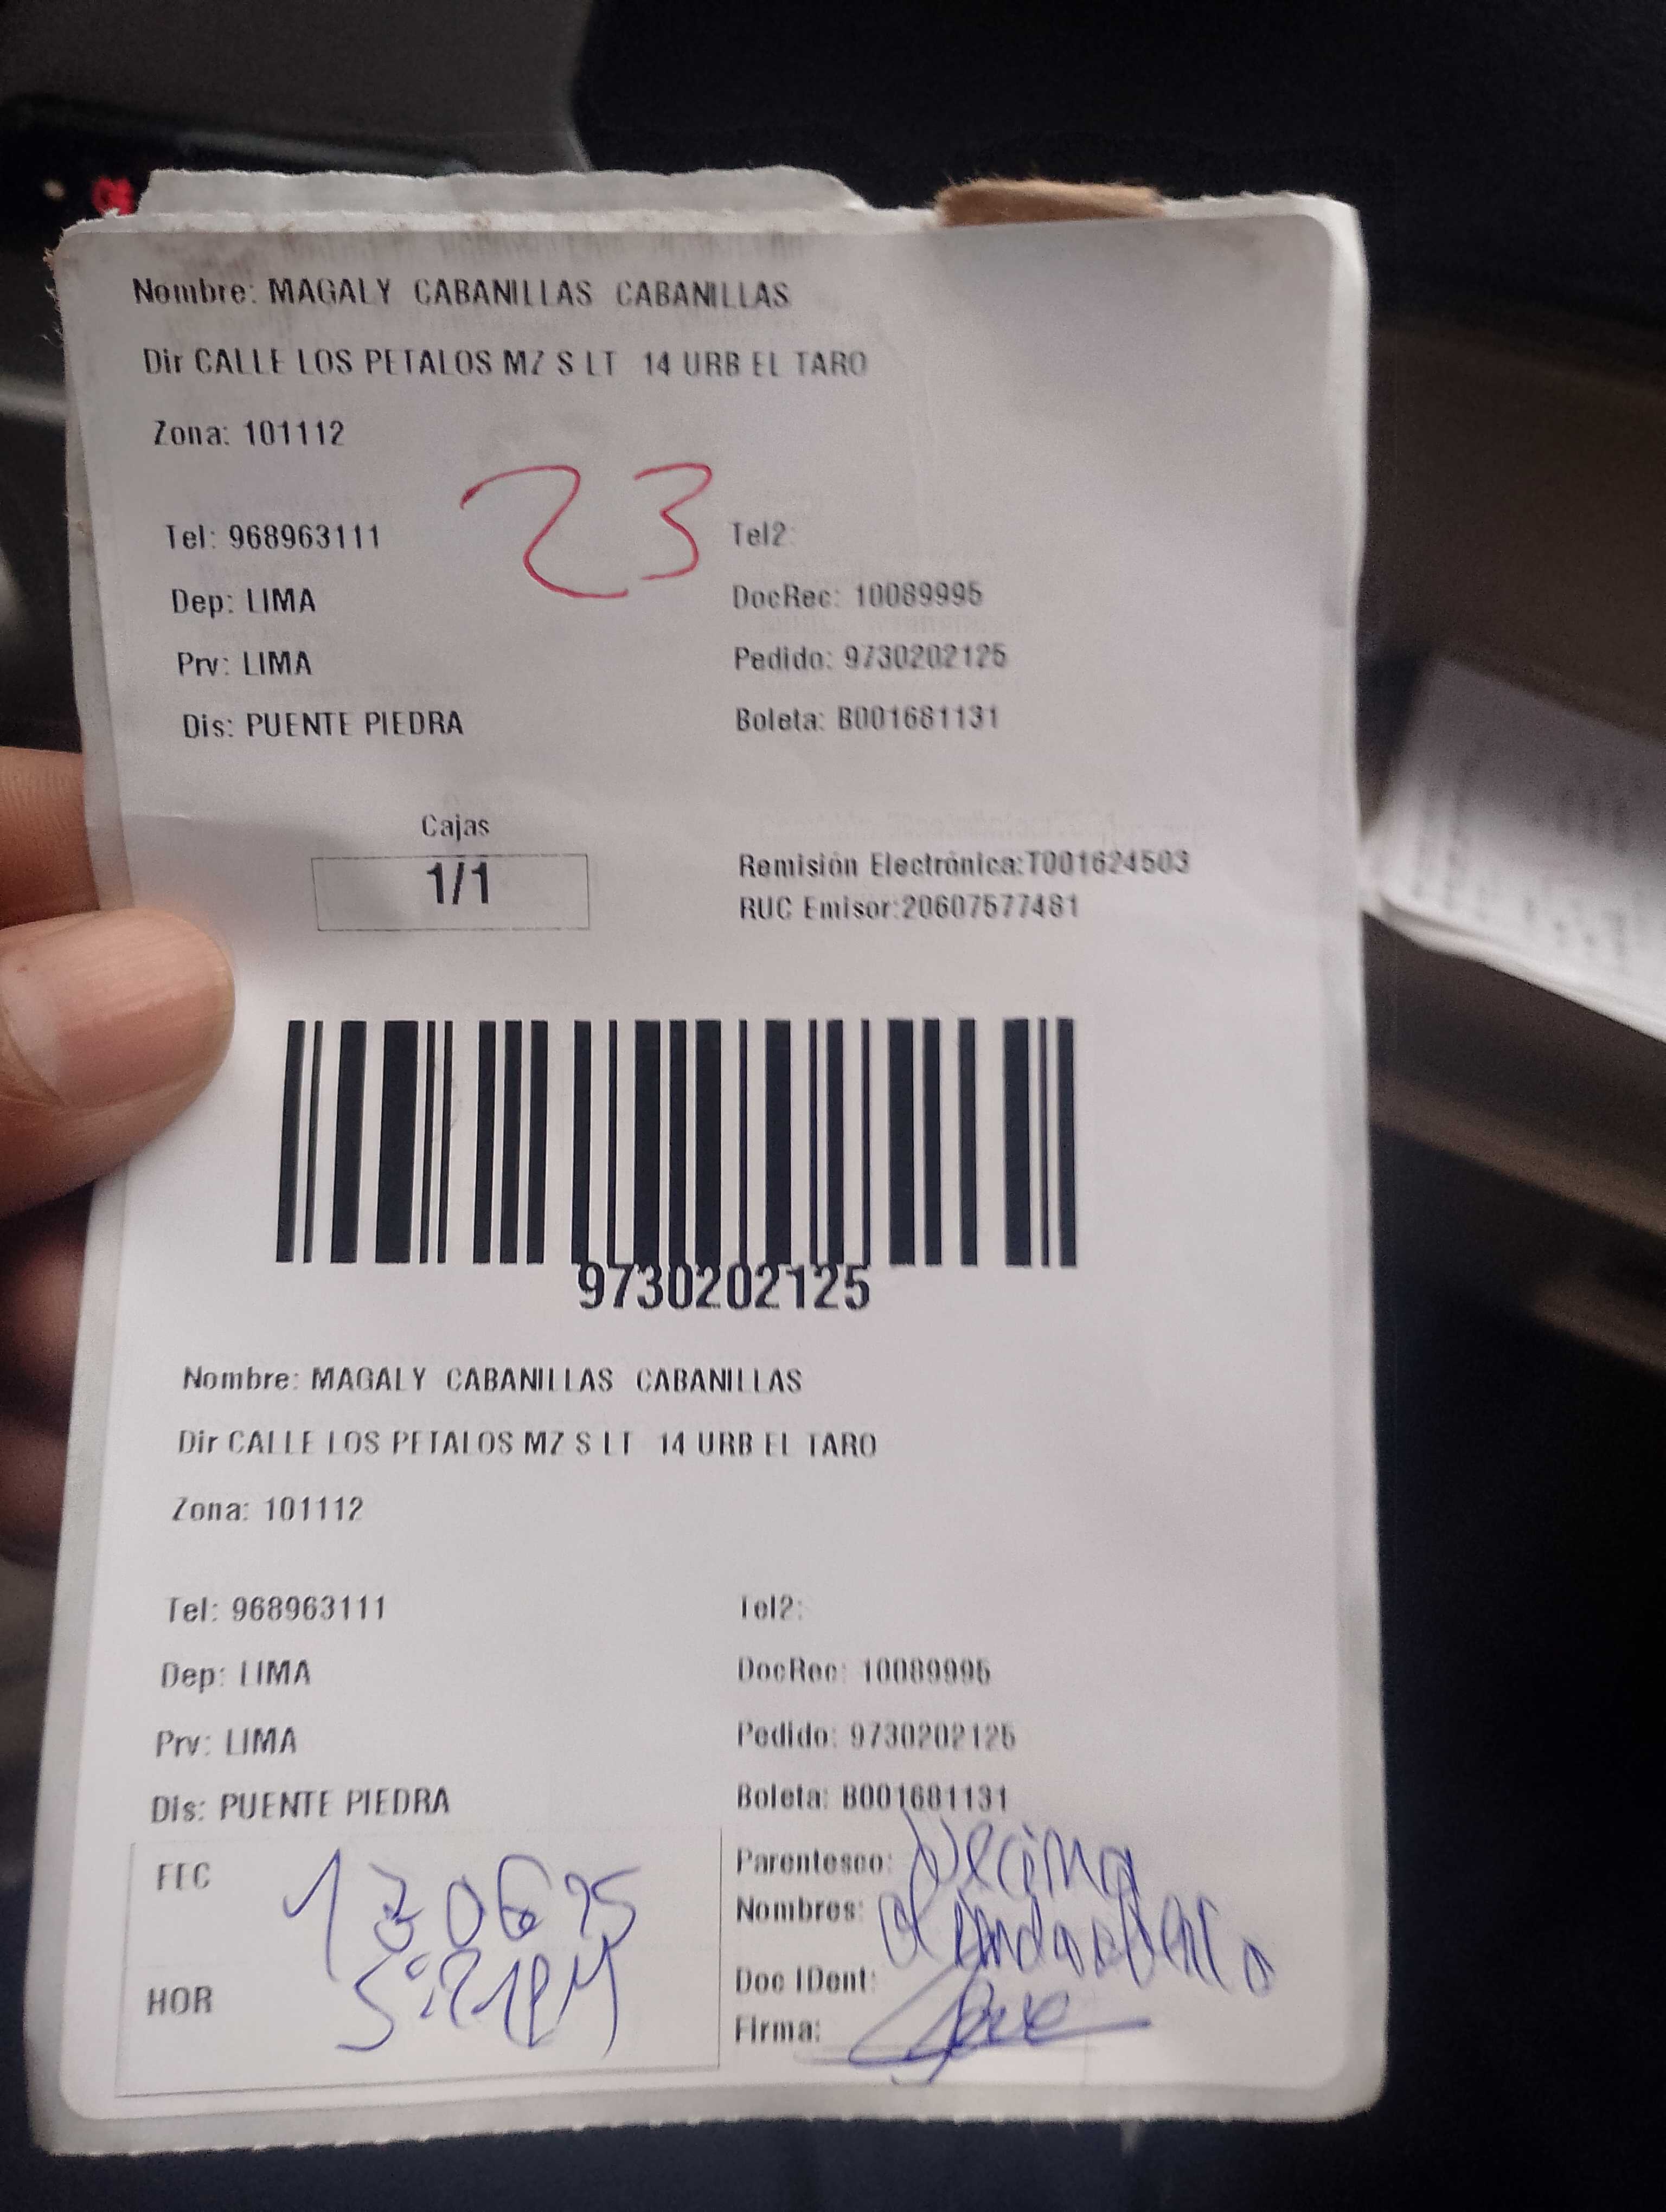 Nombre: MAGALY CABANILLAS CABANILLAS
Dir CALLE LOS PETALOS MZ S LT 14 URB EL TARO
Zona: 101112
23
Tel: 968963111 Tel2:
Dep: LIMA DocRec: 10089995
Prv: LIMA Pedido: 9730202125
Dis: PUENTE PIEDRA Boleta: B001681131
Cajas
1/1
Remisión Electrónica:T001624503
RUC Emisor:20607577481
9730202125
Nombre: MAGALY CABANILLAS CABANILLAS
Dir CALLE LOS PETALOS MZ S LT 14 URB EL TARO
Zona: 101112
Tel: 968963111 Tel2:
Dep: LIMA DocRec: 10089995
Prv: LIMA Pedido: 9730202125
Dis: PUENTE PIEDRA Boleta: B001681131
FEC
Parentesco: Vecina
Nombres:
HOR
Doc IDent:
Firma: